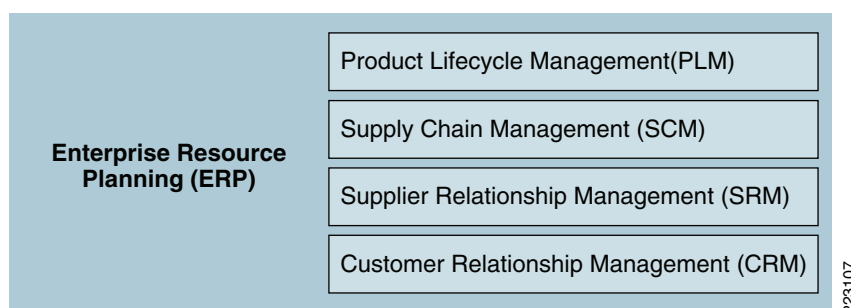 Enterprise Resource
Planning (ERP)
Product Lifecycle Management(PLM)
Supply Chain Management (SCM)
Supplier Relationship Management (SRM)
Customer Relationship Management (CRM)